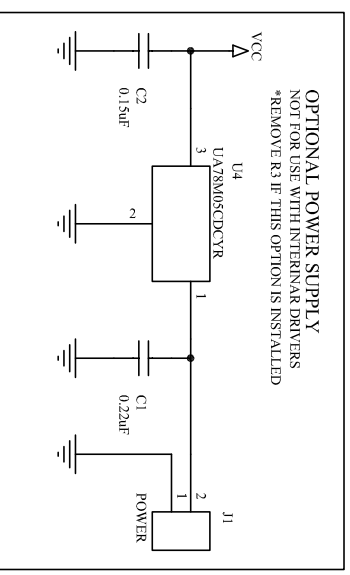 OPTIONAL POWER SUPPLY
NOT FOR USE WITH INTERINAR DRIVERS
*REMOVE R3 IF THIS OPTION IS INSTALLED
VCC
U4
UA78M05CDCYR
3
1
2
C2
0.15uF
C1
0.22uF
J1
2
1
POWER